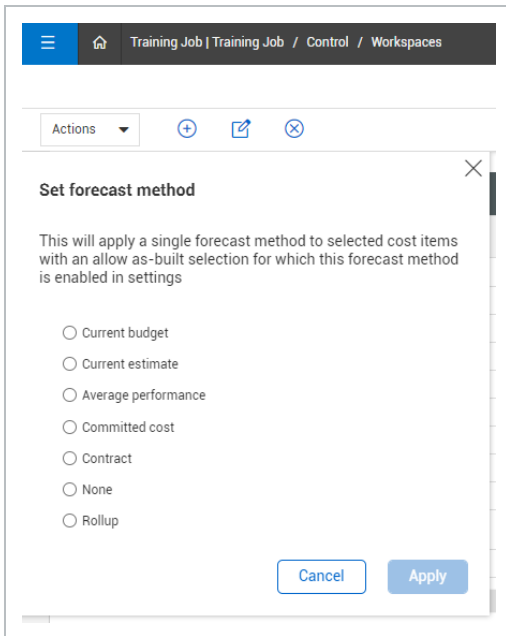 Training Job | Training Job / Control / Workspaces
Actions
Set forecast method
This will apply a single forecast method to selected cost items
with an allow as-built selection for which this forecast method
is enabled in settings
Current budget
Current estimate
Average performance
Committed cost
Contract
None
Rollup
Cancel Apply